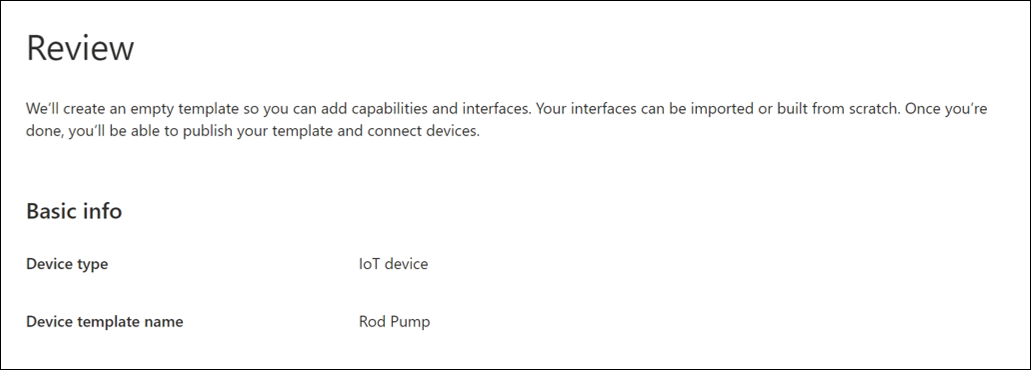 Review
We'll create an empty template so you can add capabilities and interfaces. Your interfaces can be imported or built from scratch. Once you're
done, you'll be able to publish your template and connect devices.
Basic info
Device type IoT device
Device template name Rod Pump